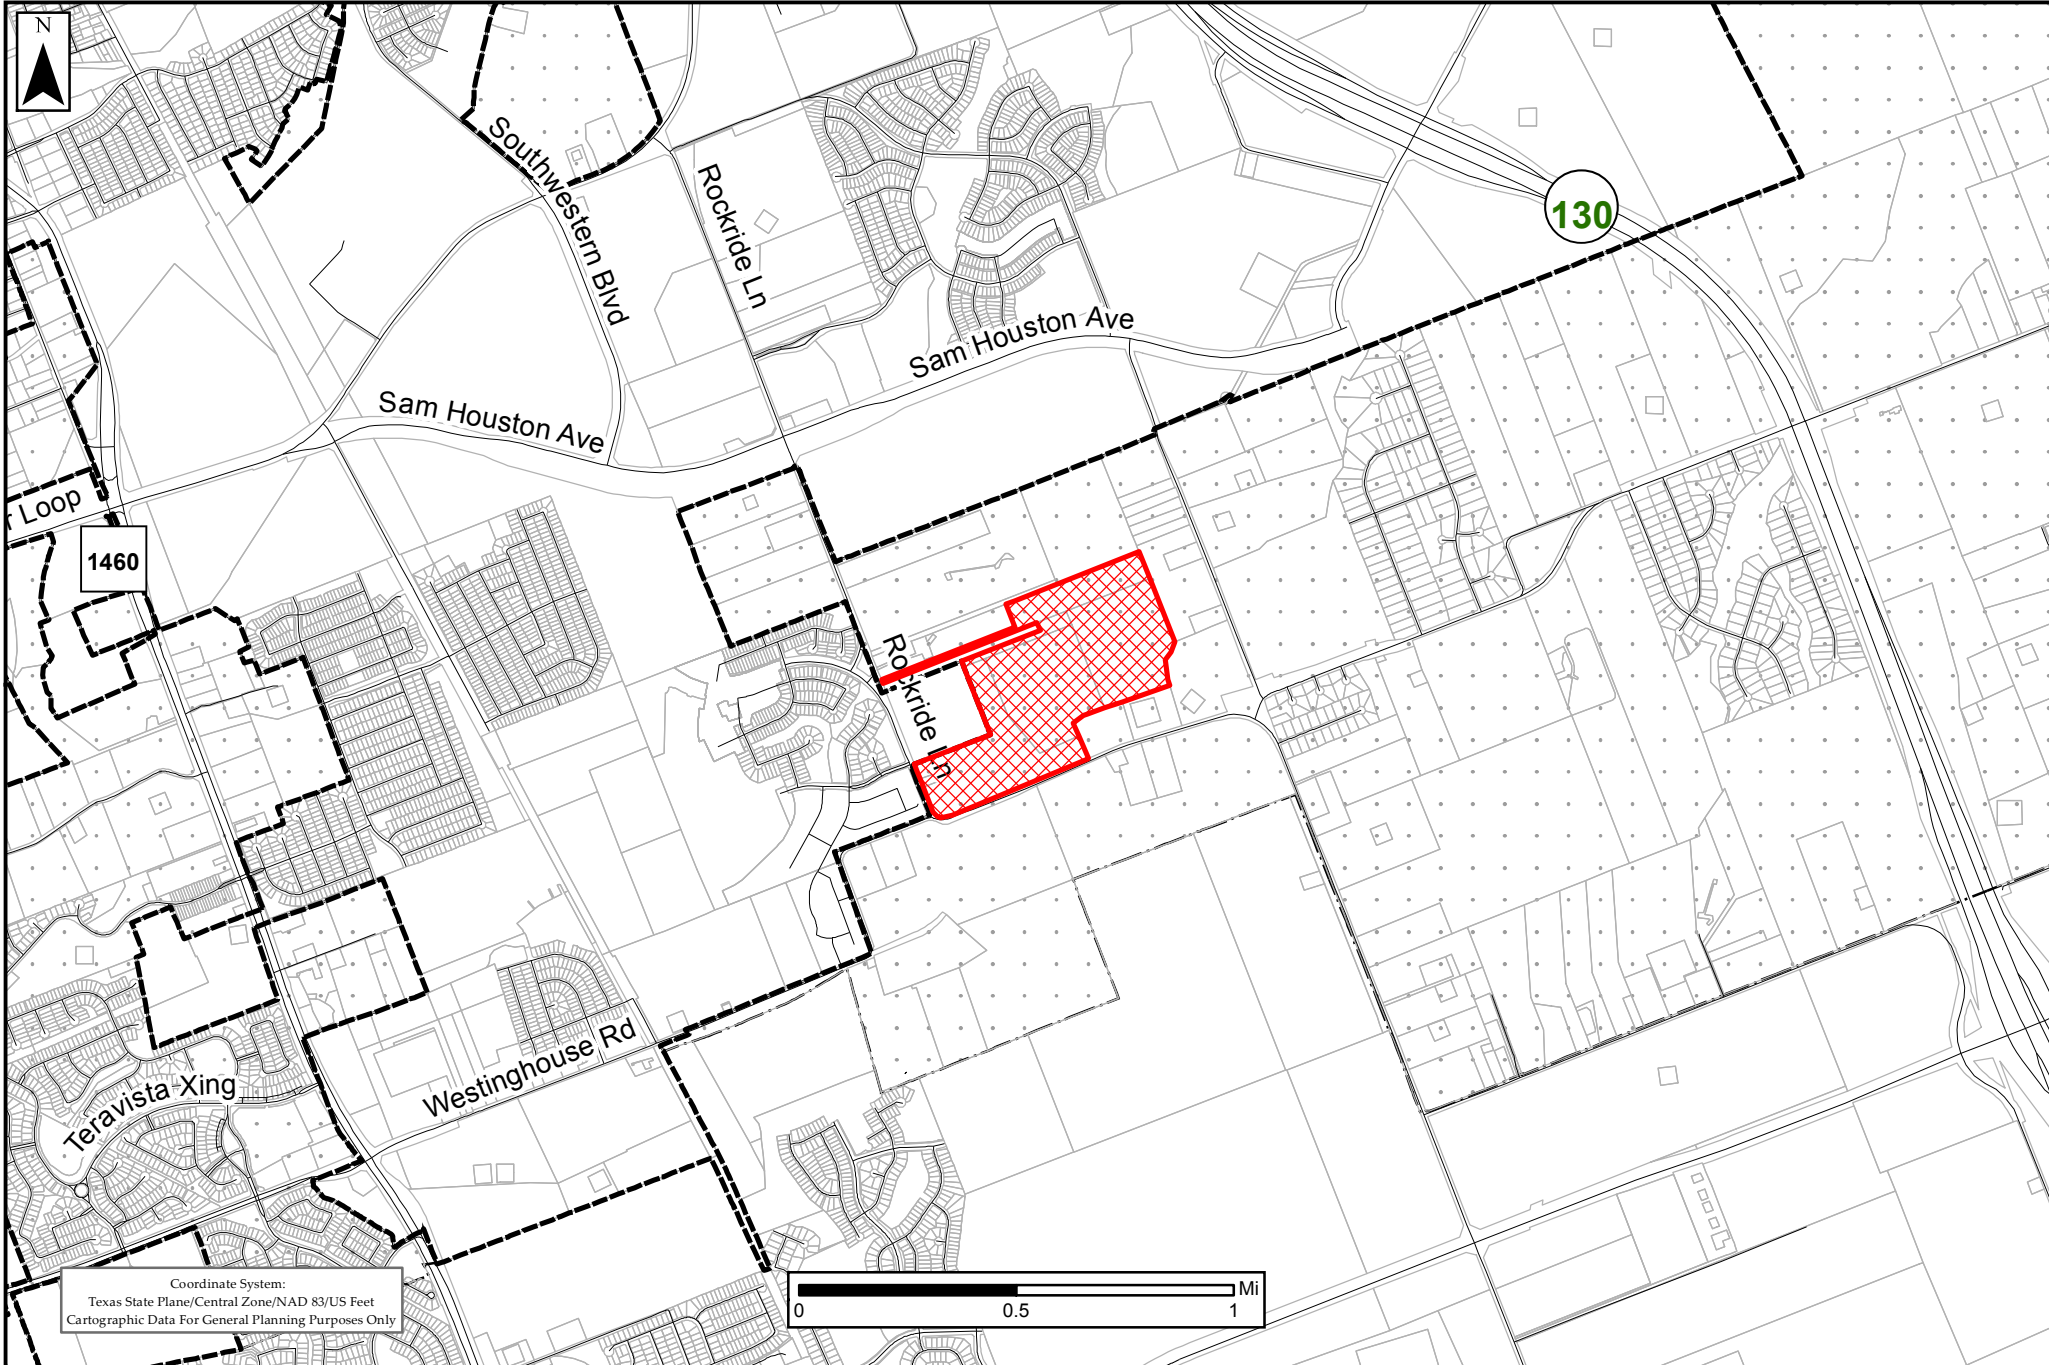 N
Southwestern Blvd
Rockride Ln
130
Sam Houston Ave
Sam Houston Ave
r Loop
1460
Rockride Ln
Westinghouse Rd
Teravista Xing
Coordinate System:
Texas State Plane/Central Zone/NAD 83/US Feet
Cartographic Data For General Planning Purposes Only
Mi
0 0.5 1